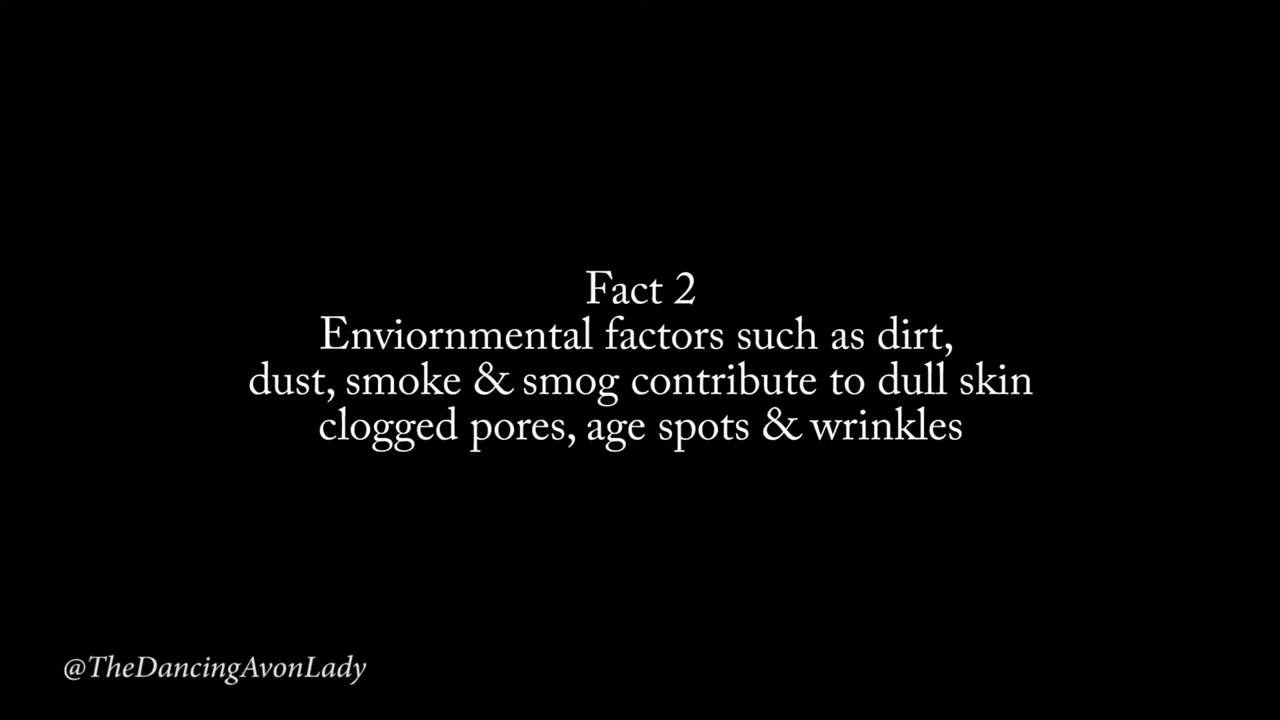 Fact 2
Enviornmental factors such as dirt,
dust, smoke & smog contribute to dull skin
clogged pores, age spots & wrinkles
@TheDancingAvonLady